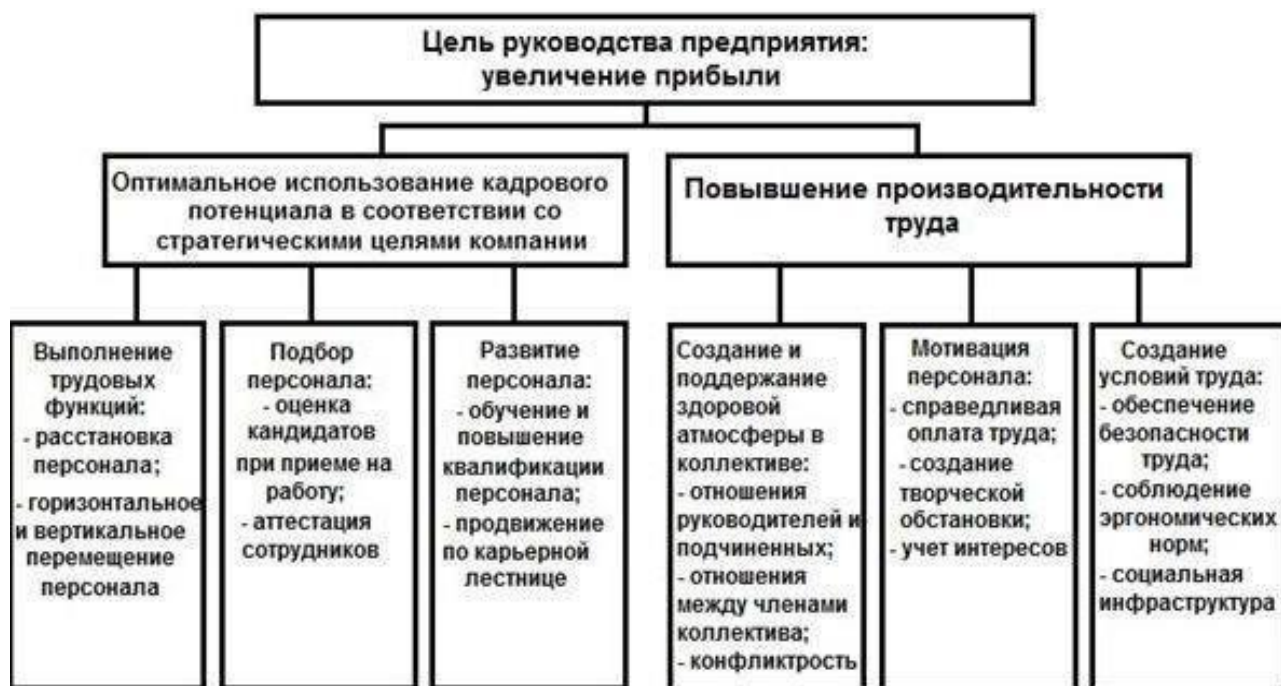 Цель руководства предприятия:
увеличение прибыли
Оптимальное использование кадрового
потенциала в соответствии со
стратегическими целями компании
Повывшение производительности
труда
Выполнение
трудовых
функций:
- расстановка
персонала;
- горизонтальное
и вертикальное
перемещение
персонала
Подбор
персонала:
- оценка
кандидатов
при приеме на
работу;
- аттестация
сотрудников
Развитие
персонала:
- обучение и
повышение
квалификации
персонала;
- продвижение
по карьерной
лестнице
Создание и
поддержание
здоровой
атмосферы в
коллективе:
- отношения
руководителей и
подчиненных;
- отношения
между членами
коллектива;
- конфликтрость
Мотивация
персонала:
- справедливая
оплата труда;
- создание
творческой
обстановки;
- учет интересов
Создание
условий труда:
- обеспечение
безопасности
труда;
- соблюдение
эргономических
норм;
- социальная
инфраструктура